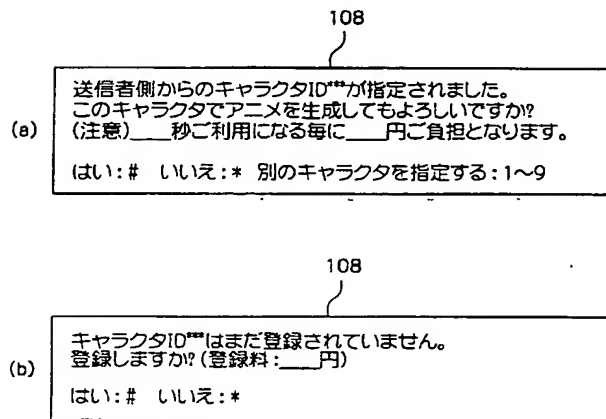 108
(a)
送信者側からのキャラクタID***が指定されました。
このキャラクタでアニメを生成してもよろしいですか?
(注意)___秒ご利用になる毎に___円ご負担となります。
はい:# いいえ:* 別のキャラクタを指定する:1〜9
108
(b)
キャラクタID***はまだ登録されていません。
登録しますか?(登録料:___円)
はい:# いいえ:*